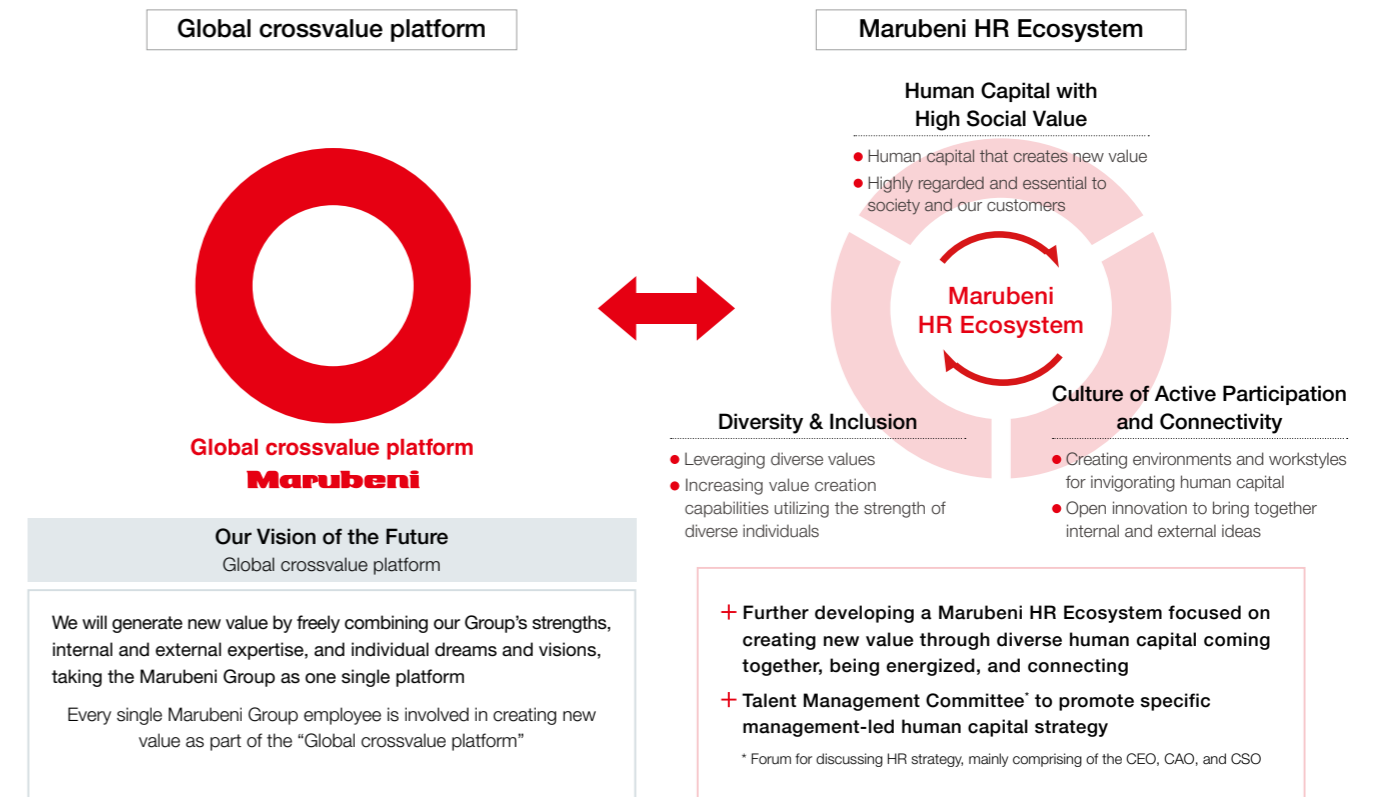 Global crossvalue platform
Global crossvalue platform
Marubeni
Our Vision of the Future
Global crossvalue platform
We will generate new value by freely combining our Group’s strengths,
internal and external expertise, and individual dreams and visions,
taking the Marubeni Group as one single platform
Every single Marubeni Group employee is involved in creating new
value as part of the “Global crossvalue platform”
Marubeni HR Ecosystem
Human Capital with
High Social Value
● Human capital that creates new value
● Highly regarded and essential to
society and our customers
Marubeni
HR Ecosystem
Diversity & Inclusion
● Leveraging diverse values
● Increasing value creation
capabilities utilizing the strength of
diverse individuals
Culture of Active Participation
and Connectivity
● Creating environments and workstyles
for invigorating human capital
● Open innovation to bring together
internal and external ideas
+ Further developing a Marubeni HR Ecosystem focused on
creating new value through diverse human capital coming
together, being energized, and connecting
+ Talent Management Committee* to promote specific
management-led human capital strategy
* Forum for discussing HR strategy, mainly comprising of the CEO, CAO, and CSO